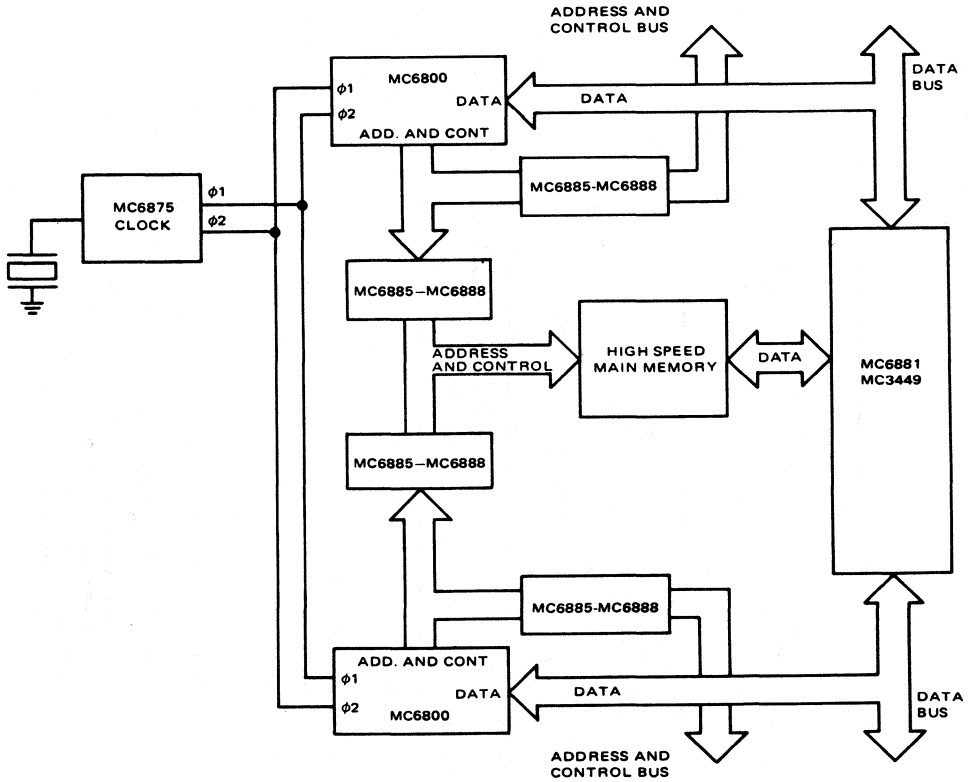 ADDRESS AND
CONTROL BUS
MC6800
φ1
φ2
DATA
ADD. AND CONT
DATA
DATA
BUS
MC6885-MC6888
MC6875
CLOCK
φ1
φ2
MC6885—MC6888
ADDRESS
AND CONTROL
HIGH SPEED
MAIN MEMORY
DATA
MC6881
MC3449
MC6885—MC6888
MC6885-MC6888
ADD. AND CONT
φ1
φ2
DATA
MC6800
DATA
DATA
BUS
ADDRESS AND
CONTROL BUS